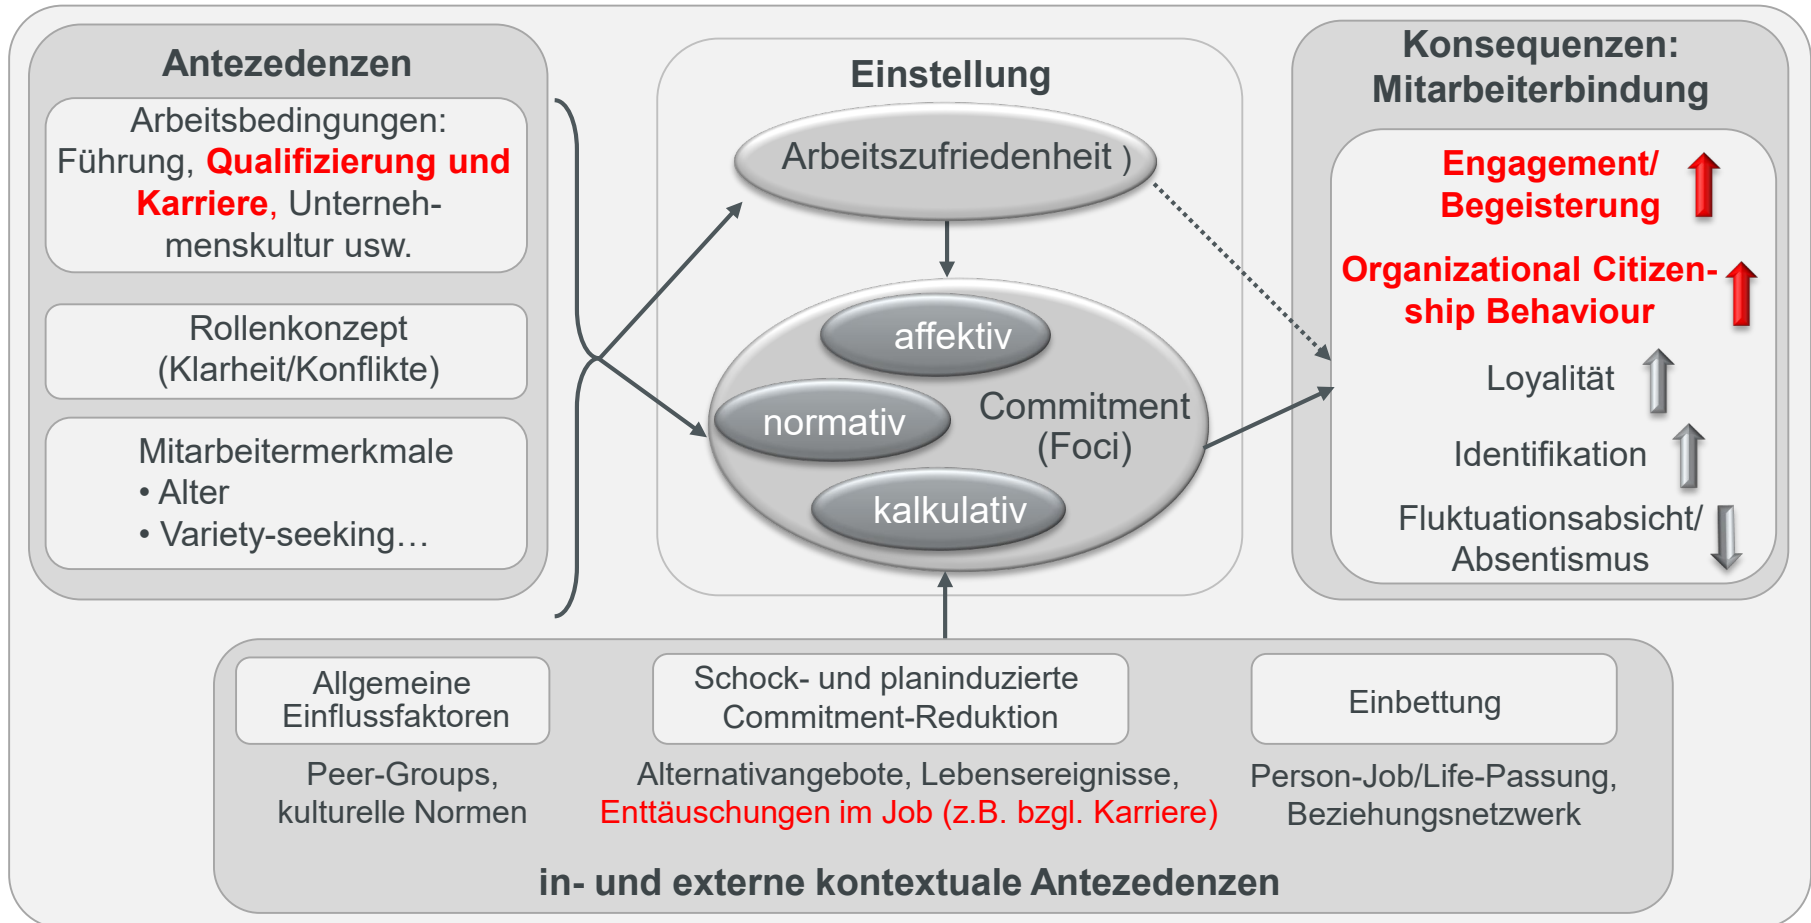 Antezedenzen
Arbeitsbedingungen:
Führung, Qualifizierung und
Karriere, Unterneh-
menskultur usw.
Rollenkonzept
(Klarheit/Konflikte)
Mitarbeitermerkmale
• Alter
• Variety-seeking…
Einstellung
Arbeitszufriedenheit )
affektiv
normativ
Commitment
(Foci)
kalkulativ
Konsequenzen:
Mitarbeiterbindung
Engagement/
Begeisterung
Organizational Citizen-
ship Behaviour
Loyalität
Identifikation
Fluktuationsabsicht/
Absentismus
Allgemeine
Einflussfaktoren
Peer-Groups,
kulturelle Normen
Schock- und planinduzierte
Commitment-Reduktion
Alternativangebote, Lebensereignisse,
Enttäuschungen im Job (z.B. bzgl. Karriere)
Einbettung
Person-Job/Life-Passung,
Beziehungsnetzwerk
in- und externe kontextuale Antezedenzen